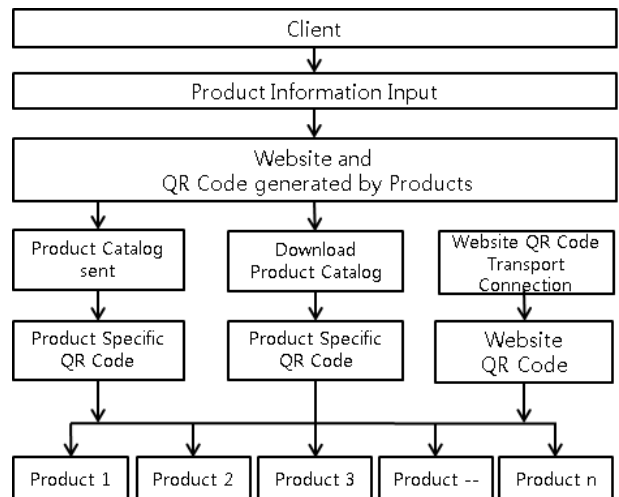 Client
Product Information Input
Website and
QR Code generated by Products
Product Catalog
sent
Download
Product Catalog
Website QR Code
Transport
Connection
Product Specific
QR Code
Product Specific
QR Code
Website
QR Code
Product 1
Product 2
Product 3
Product --
Product n